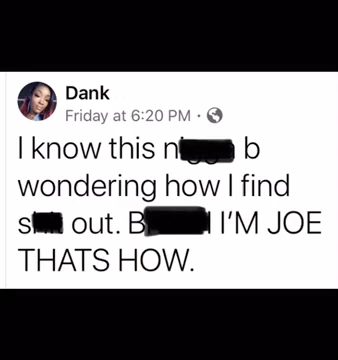 Dank
Friday at 6:20 PM ·
I know this b
wondering how I find
out. I'M JOE
THATS HOW.